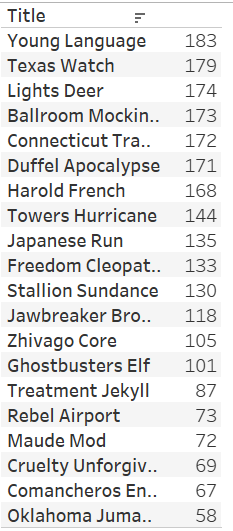 Title
Young Language 183
Texas Watch 179
Lights Deer 174
Ballroom Mockin.. 173
Connecticut Tra.. 172
Duffel Apocalypse 171
Harold French 168
Towers Hurricane 144
Japanese Run 135
Freedom Cleopat.. 133
Stallion Sundance 130
Jawbreaker Bro.. 118
Zhivago Core 105
Ghostbusters Elf 101
Treatment Jekyll 87
Rebel Airport 73
Maude Mod 72
Cruelty Unforgiv.. 69
Comancheros En.. 67
Oklahoma Juma.. 58